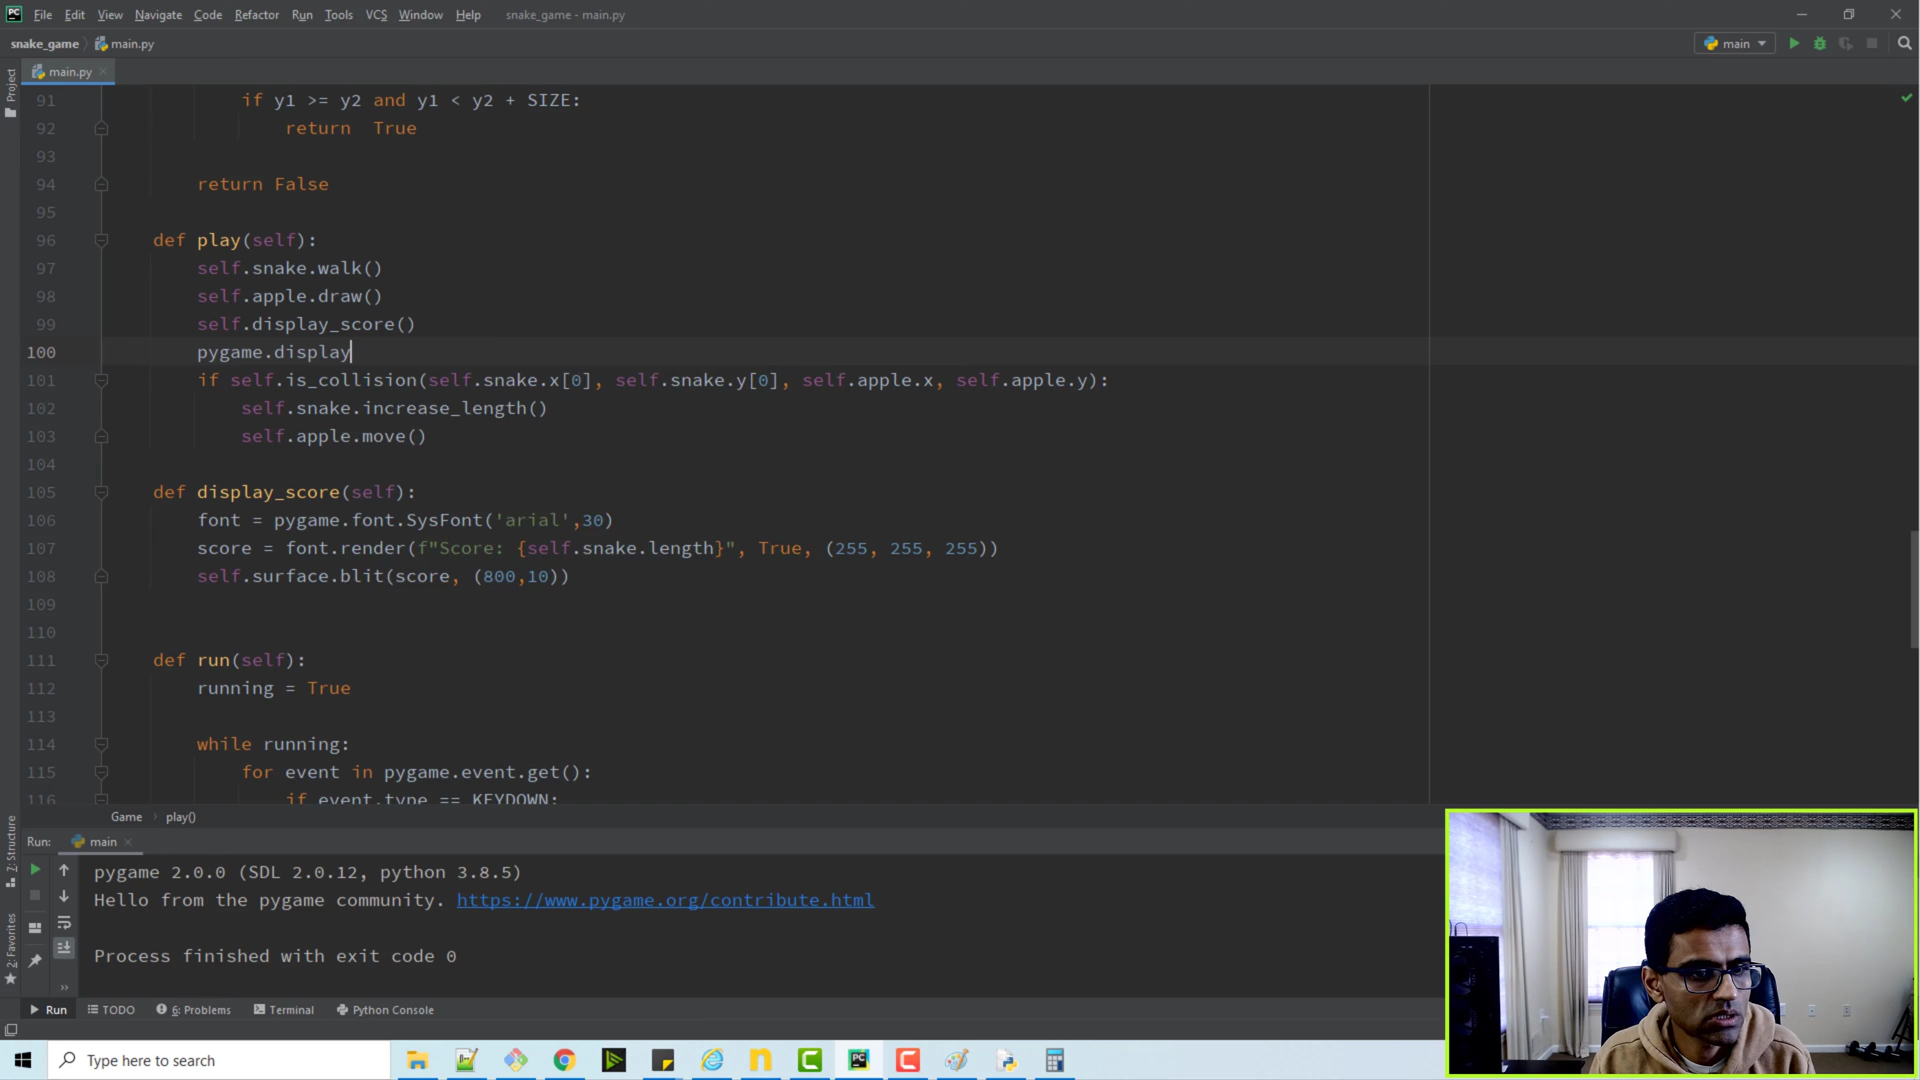 PC File Edit View Navigate Code Refactor Run Tools VCS Window Help snake_game - main.py
snake_game main.py main
main.py
Project
91 if y1 >= y2 and y1 < y2 + SIZE:
92 return  True
93
94 return False
95
96 def play(self):
97 self.snake.walk()
98 self.apple.draw()
99 self.display_score()
100 pygame.display
101 if self.is_collision(self.snake.x[0], self.snake.y[0], self.apple.x, self.apple.y):
102 self.snake.increase_length()
103 self.apple.move()
104
105 def display_score(self):
106 font = pygame.font.SysFont('arial',30)
107 score = font.render(f"Score: {self.snake.length}", True, (255, 255, 255))
108 self.surface.blit(score, (800,10))
109
110
111 def run(self):
112 running = True
113
114 while running:
115 for event in pygame.event.get():
116 if event.type == KEYDOWN:
Game play()
7: Structure
2: Favorites
Run: main
pygame 2.0.0 (SDL 2.0.12, python 3.8.5)
Hello from the pygame community. https://www.pygame.org/contribute.html
Process finished with exit code 0
Run TODO 6: Problems Terminal Python Console
Type here to search